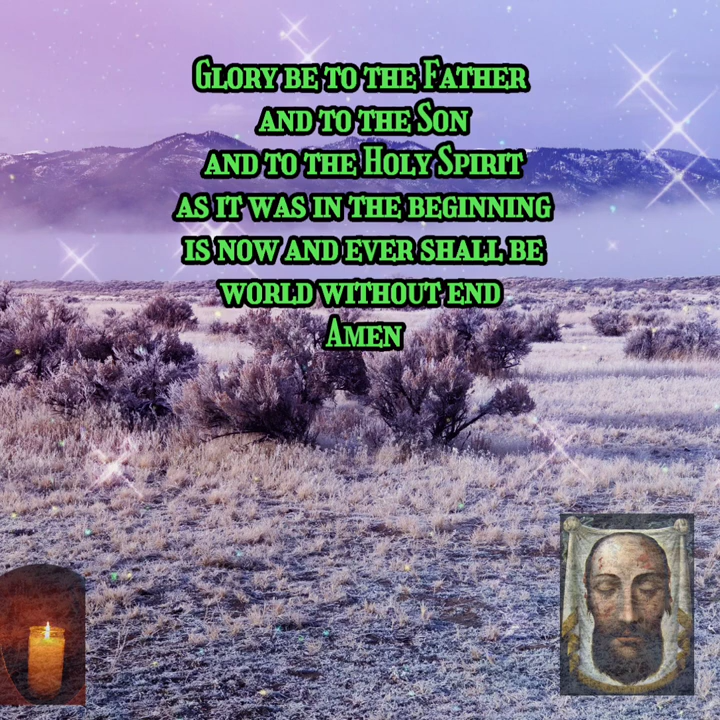 Glory be to the Father
and to the Son
and to the Holy Spirit
as it was in the beginning
is now and ever shall be
world without end
Amen